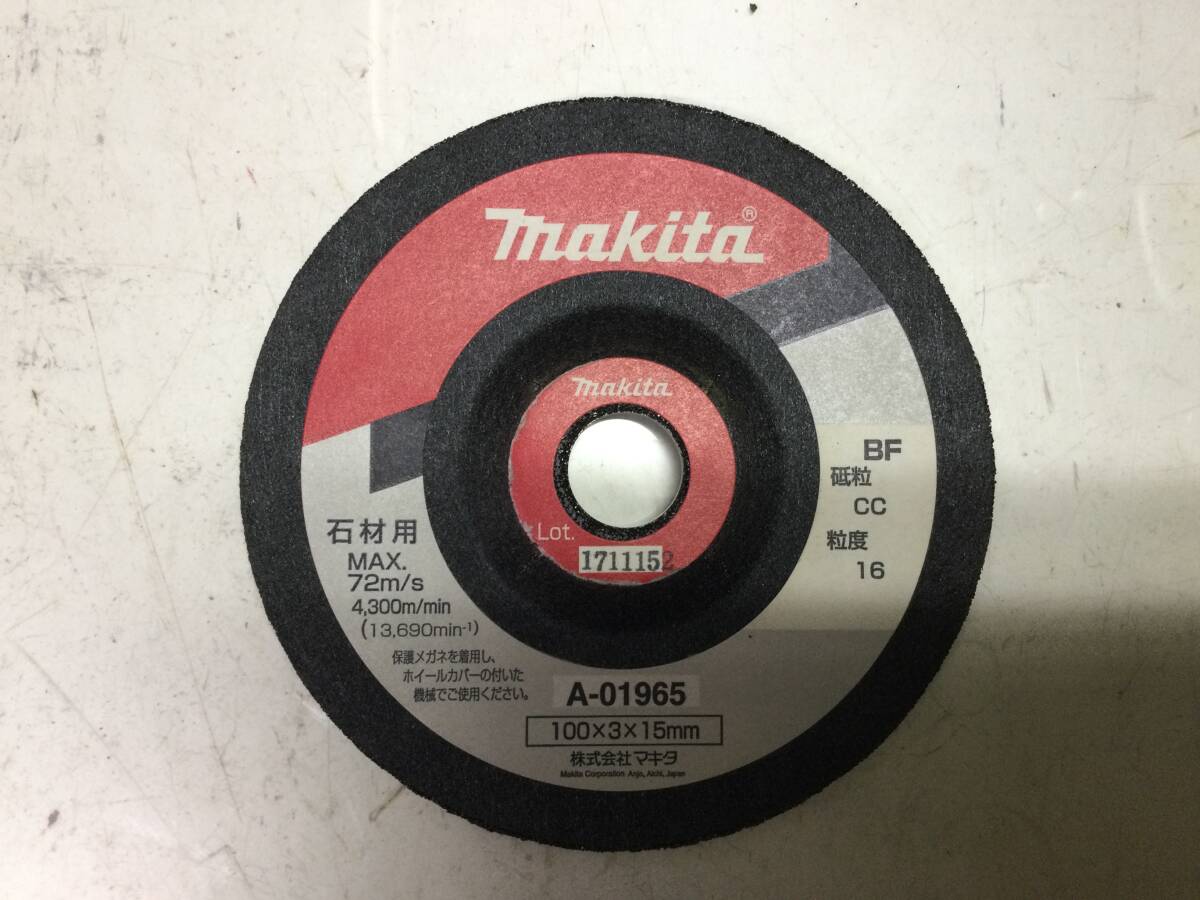 makita®
makita
Lot.
1711152
BF
砥粒
CC
粒度
16
石材用
MAX.
72m/s
4,300m/min
(13,690min-1)
保護メガネを着用し、
ホイールカバーの付いた
機械でご使用ください。
A-01965
100×3×15mm
株式会社マキタ
Makita Corporation Anjo, Aichi, Japan